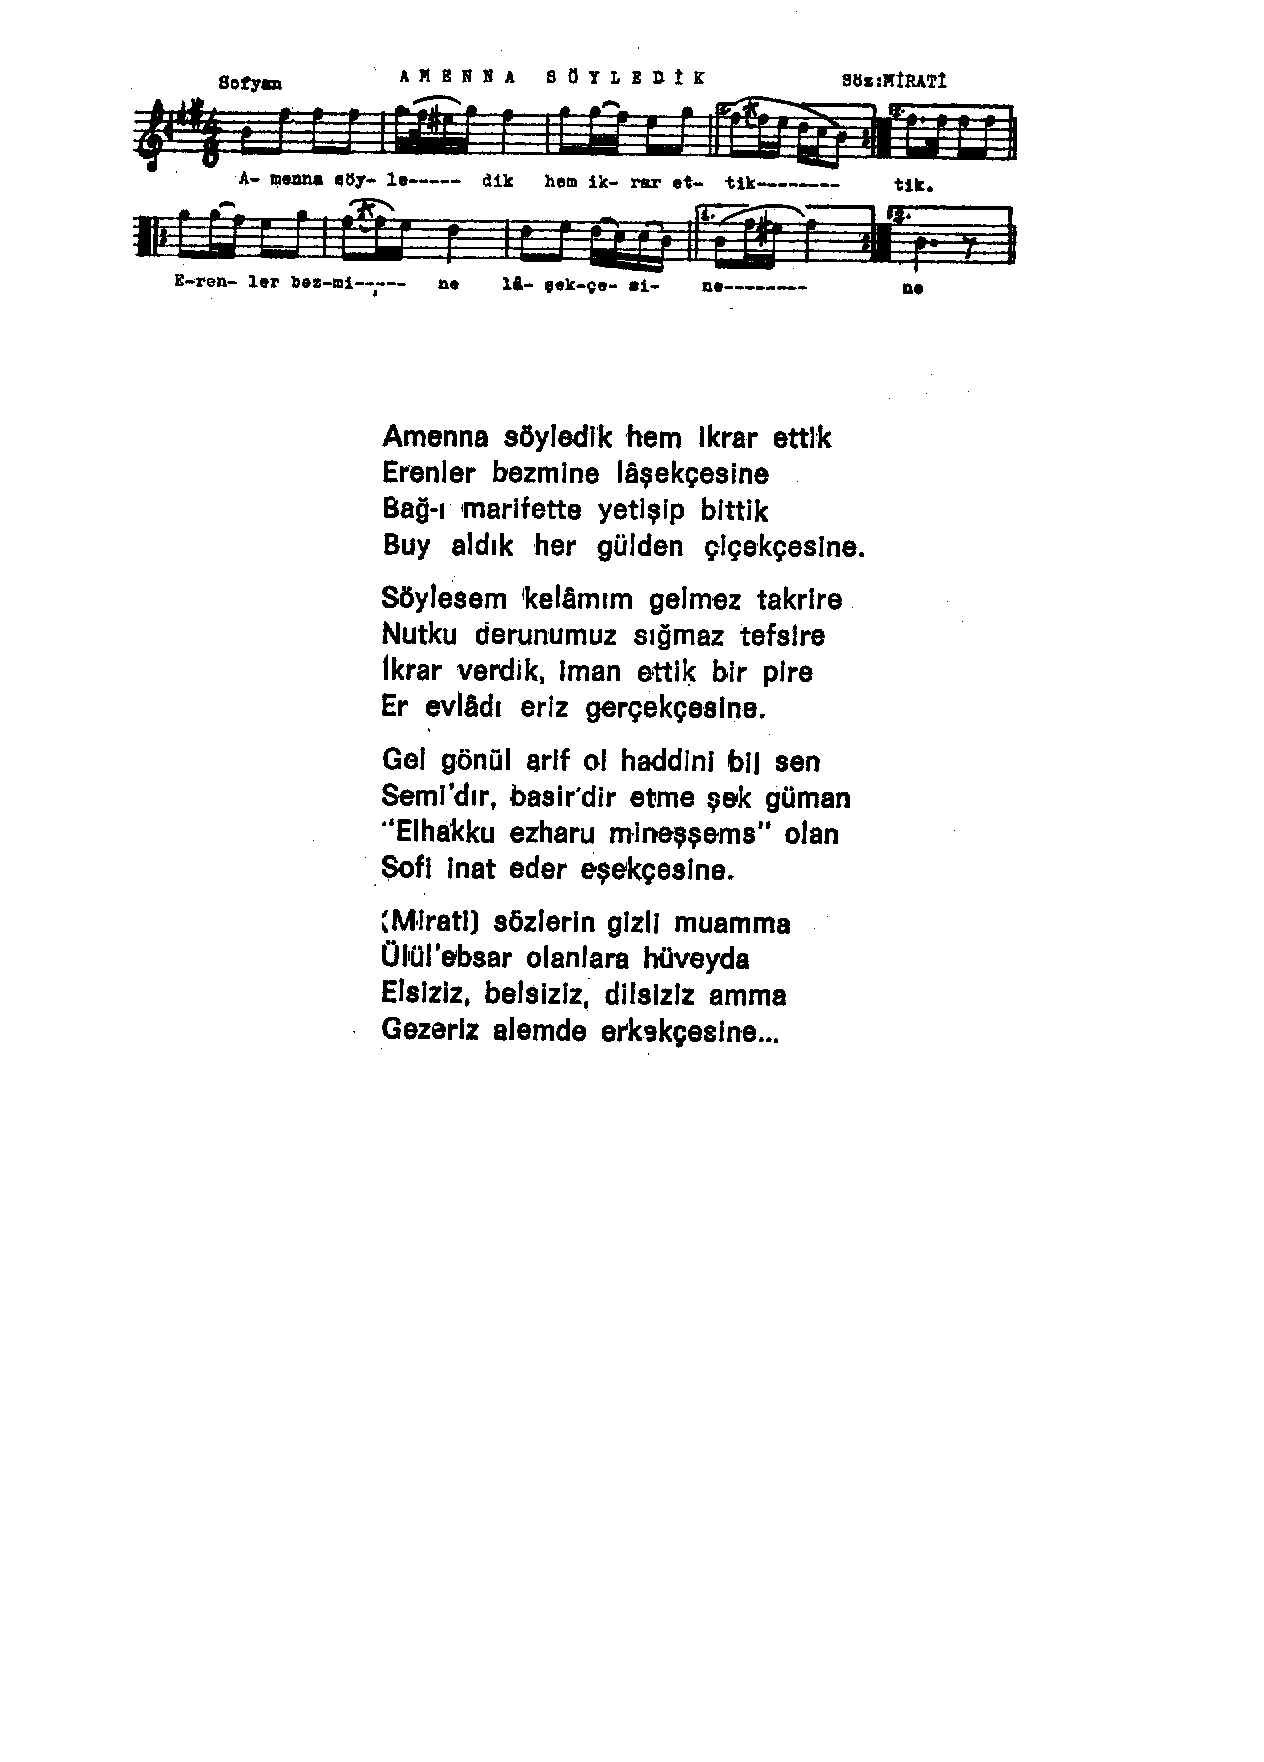 Sofyan AMENNA SÖYLEDİK Söz:MİRATİ
A- menna söy- le----- dik hem ik- rar et- tik-------- tik.
E-ren- ler bez-mi----- ne lâ- şek-çe- si- ne-------- ne
Amenna söyledik hem ikrar ettik
Erenler bezmine lâşekçesine
Bağ-ı marifette yetişip bittik
Buy aldık her gülden çiçekçesine.
Söylesem kelâmım gelmez takrire
Nutku derunumuz sığmaz tefsire
İkrar verdik, iman ettik bir pire
Er evlâdı eriz gerçekçesine.
Gel gönül arif ol haddini bil sen
Semi'dır, basir'dir etme şek güman
"Elhakku ezharu mineşşems" olan
Sofi inat eder eşekçesine.
(Mirati) sözlerin gizli muamma
Ülül'ebsar olanlara hüveyda
Elsiziz, belsiziz, dilsiziz amma
Gezeriz alemde erkekçesine...